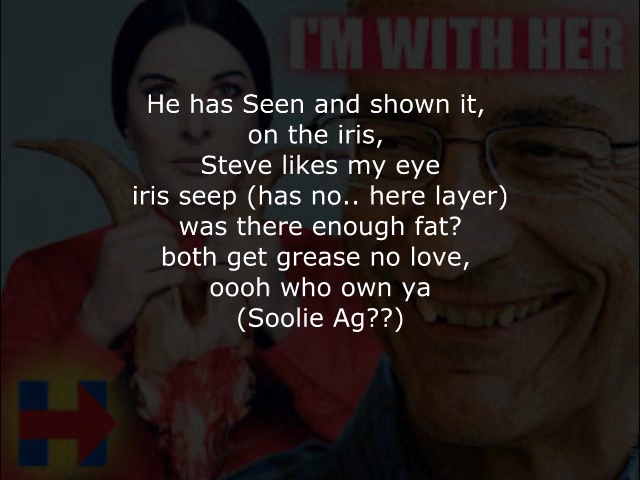 I'M WITH HER
He has Seen and shown it,
on the iris,
Steve likes my eye
iris seep (has no.. here layer)
was there enough fat?
both get grease no love,
oooh who own ya
(Soolie Ag??)
H